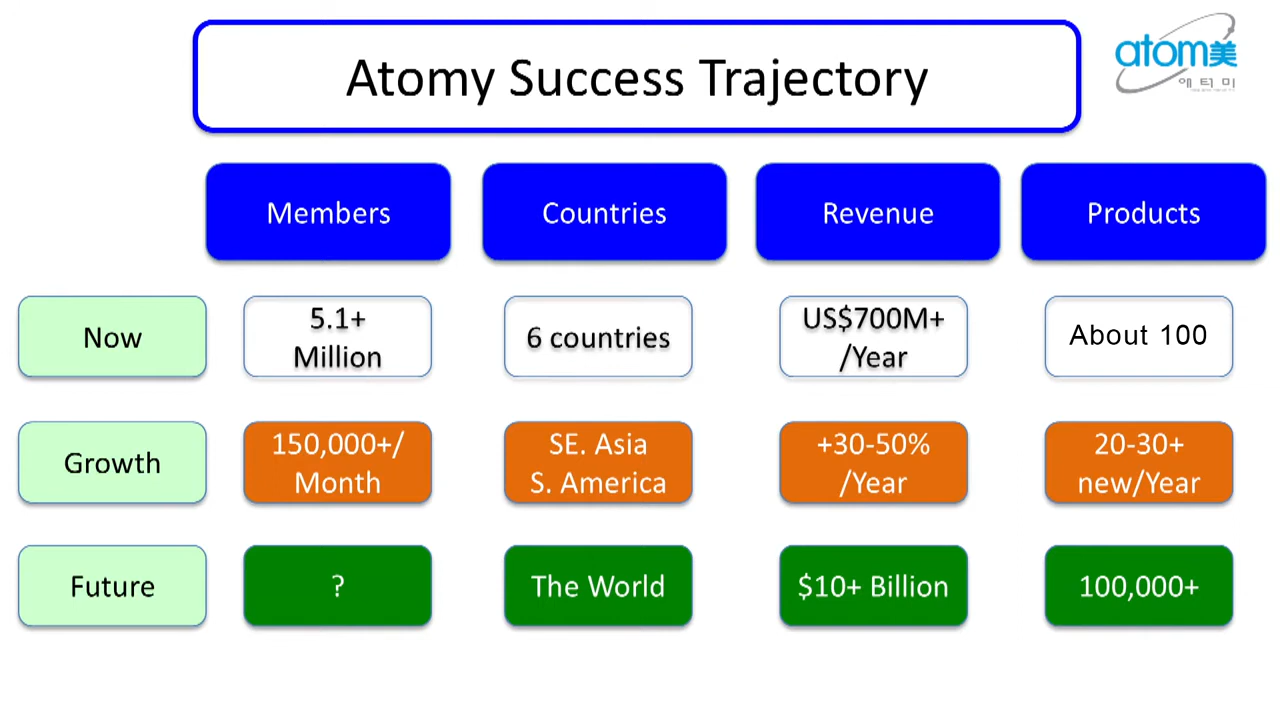 Atomy Success Trajectory
atom美
애터미
Members
Countries
Revenue
Products
Now
5.1+
Million
6 countries
US$700M+
/Year
About 100
Growth
150,000+/
Month
SE. Asia
S. America
+30-50%
/Year
20-30+
new/Year
Future
?
The World
$10+ Billion
100,000+